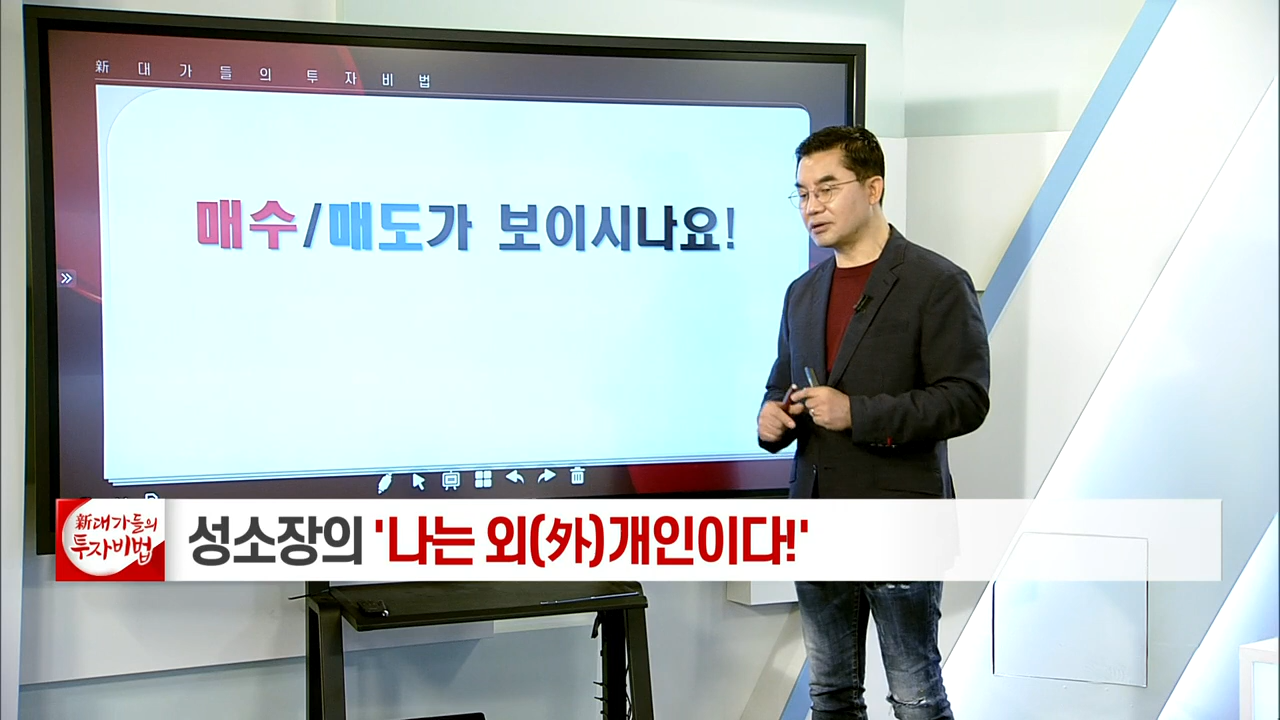 新 대가들의 투자비법
매수/매도가 보이시나요!
新대가들의
투자비법
성소장의 '나는 외(外)개인이다!'